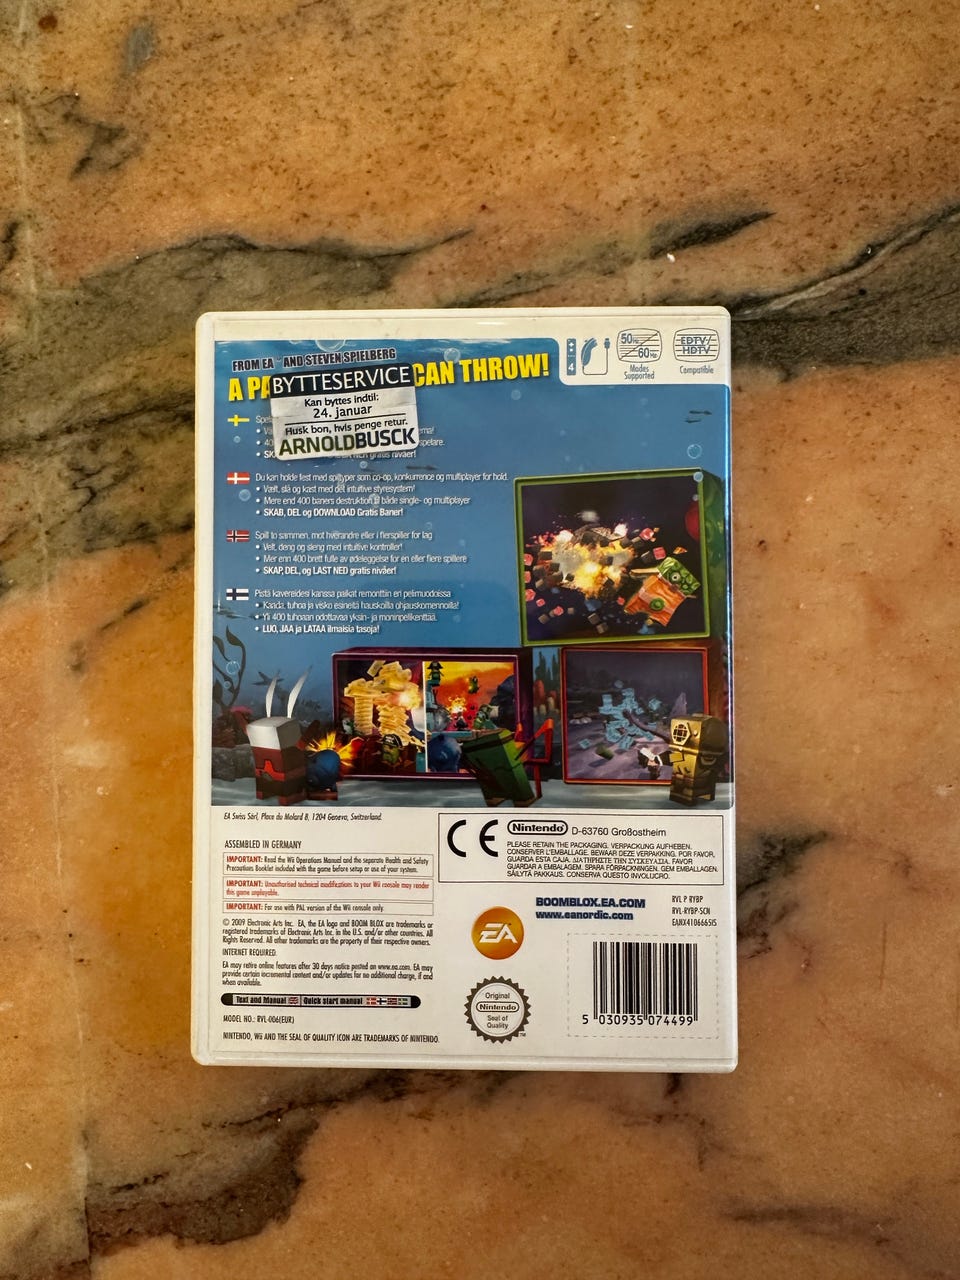 FROM EA™ AND STEVEN SPIELBERG
A PA CAN THROW!
50Hz 60Hz
Modes Supported
EDTV/HDTV
Compatible
4
BYTTESERVICE
Kan byttes indtil:
24. januar
Husk bon, hvis penge retur.
ARNOLDBUSCK
gratis nivåer!
Du kan holde fest med spiltyper som co-op, konkurrence og multiplayer for hold.
• Vælt, slå og kast med det intuitive styresystem!
• Mere end 400 baners destruktion til både single- og multiplayer
• SKAB, DEL og DOWNLOAD Gratis Baner!
Spill to sammen, mot hverandre eller i flerspiller for lag
• Velt, deng og sleng med intuitive kontroller!
• Mer enn 400 brett fulle av ødeleggelse for en eller flere spillere
• SKAP, DEL, og LAST NED gratis nivåer!
Pistä kavereidesi kanssa paikat remonttiin eri pelimuodoissa
• Kaada, tuhoa ja visko esineitä hauskoilla ohjauskomennoilla!
• Yli 400 tuhoaan odottavaa yksin- ja moninpelikenttää.
• LUO, JAA ja LATAA ilmaisia tasoja!
EA Swiss Sàrl, Place du Molard 8, 1204 Geneva, Switzerland.
ASSEMBLED IN GERMANY
IMPORTANT: Read the Wii Operations Manual and the separate Health and Safety
Precautions Booklet included with the game before setup or use of your system.
IMPORTANT: Unauthorised technical modifications to your Wii console may render
this game unplayable.
IMPORTANT: For use with PAL version of the Wii console only.
© 2009 Electronic Arts Inc. EA, the EA logo and BOOM BLOX are trademarks or
registered trademarks of Electronic Arts Inc. in the U.S. and/or other countries. All
Rights Reserved. All other trademarks are the property of their respective owners.
INTERNET REQUIRED.
EA may retire online features after 30 days notice posted on www.ea.com. EA may
provide certain incremental content and/or updates for no additional charge, if and
when available.
Text and Manual Quick start manual
MODEL NO.: RVL-006(EUR)
NINTENDO, Wii AND THE SEAL OF QUALITY ICON ARE TRADEMARKS OF NINTENDO.
CE
Nintendo D-63760 Großostheim
PLEASE RETAIN THE PACKAGING. VERPACKUNG AUFHEBEN.
CONSERVER L'EMBALLAGE. BEWAAR DEZE VERPAKKING. POR FAVOR,
GUARDA ESTA CAJA. ΔΙΑΤΗΡΗΣΤΕ ΤΗΝ ΣΥΣΚΕΥΑΣΙΑ. FAVOR
GUARDAR A EMBALAGEM. SPARA FÖRPACKNINGEN. GEM EMBALLAGEN.
SÄILYTÄ PAKKAUS. CONSERVA QUESTO INVOLUCRO.
BOOMBLOX.EA.COM
www.eanordic.com
RVL P RYBP
RVL-RYBP-SCN
EANX4106665IS
EA
Original
Nintendo
Seal of
Quality
TM
5 030935 074499